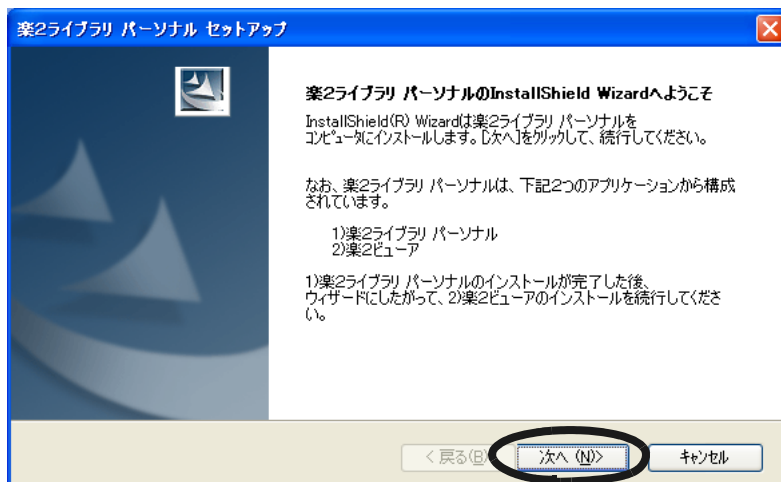 楽2ライブラリ パーソナル セットアップ
楽2ライブラリ パーソナルのInstallShield Wizardへようこそ
InstallShield(R) Wizardは楽2ライブラリ パーソナルを
コンピュータにインストールします。[次へ]をクリックして、続行してください。
なお、楽2ライブラリ パーソナルは、下記2つのアプリケーションから構成
されています。
1)楽2ライブラリ パーソナル
2)楽2ビューア
1)楽2ライブラリ パーソナルのインストールが完了した後、
ウィザードにしたがって、2)楽2ビューアのインストールを続行してくださ
い。
< 戻る(B)
次へ (N)>
キャンセル